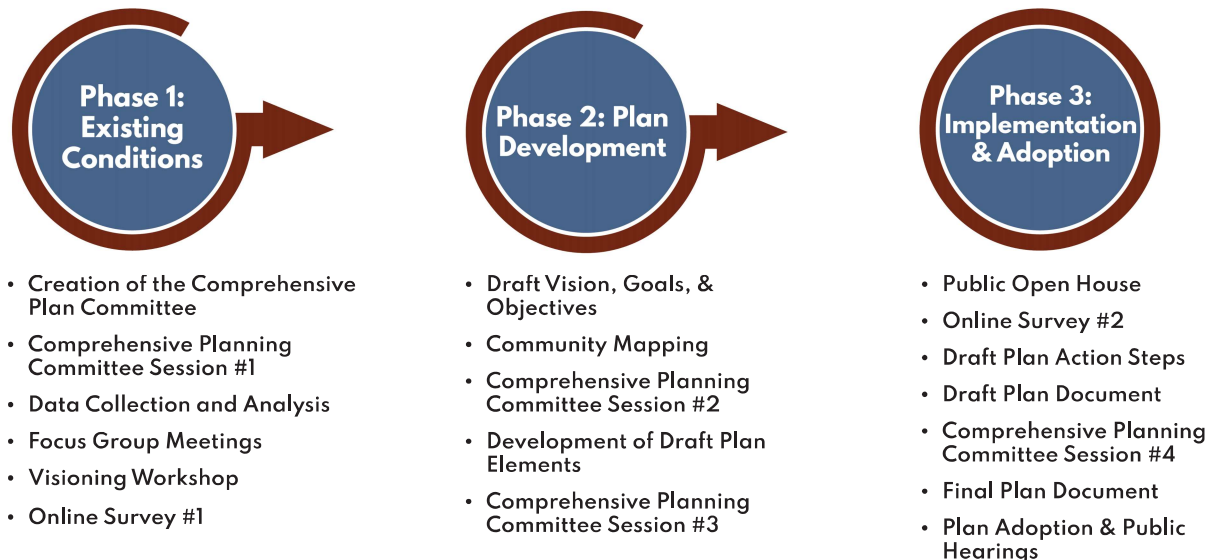 Phase 1:
Existing
Conditions
• Creation of the Comprehensive
Plan Committee
• Comprehensive Planning
Committee Session #1
• Data Collection and Analysis
• Focus Group Meetings
• Visioning Workshop
• Online Survey #1
Phase 2: Plan
Development
• Draft Vision, Goals, &
Objectives
• Community Mapping
• Comprehensive Planning
Committee Session #2
• Development of Draft Plan
Elements
• Comprehensive Planning
Committee Session #3
Phase 3:
Implementation
& Adoption
• Public Open House
• Online Survey #2
• Draft Plan Action Steps
• Draft Plan Document
• Comprehensive Planning
Committee Session #4
• Final Plan Document
• Plan Adoption & Public
Hearings